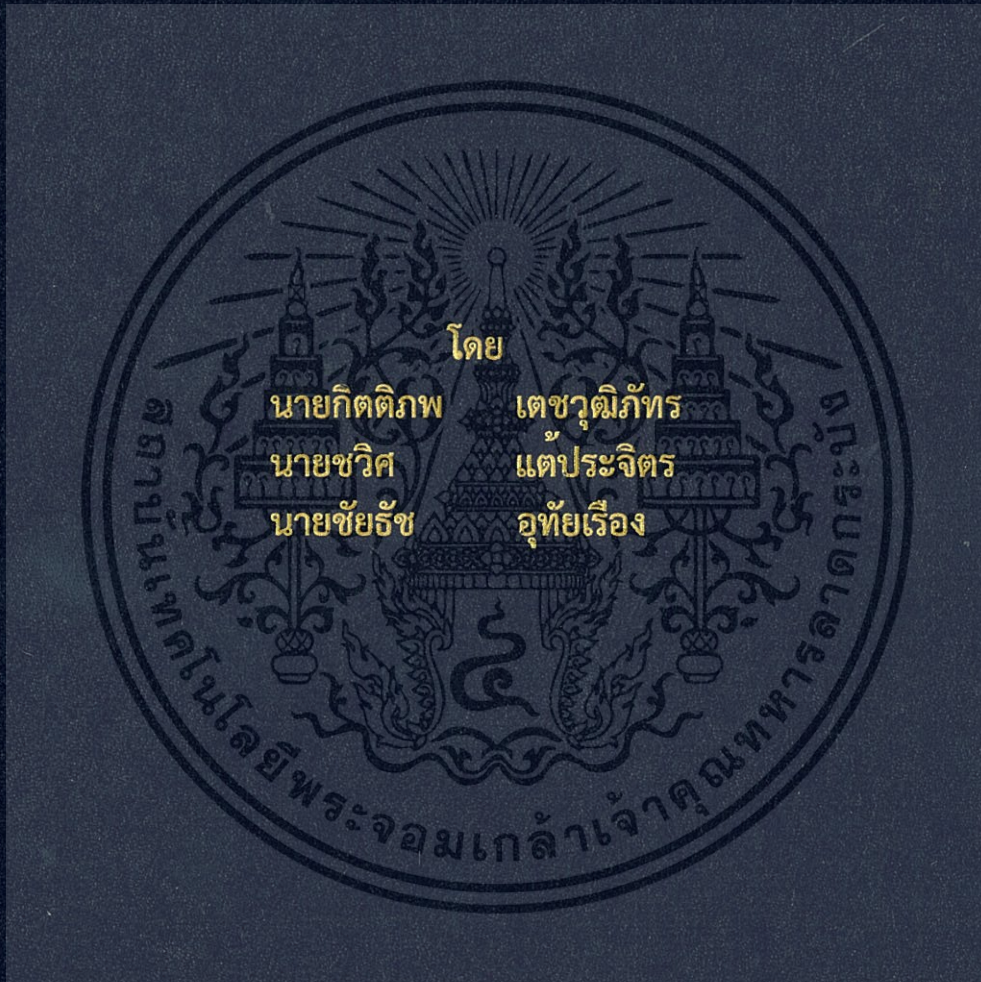 โดย
นายกิตติภพ เตชวุฒิภัทร
นายชวิศ แต้ประจิตร
นายชัยธัช อุทัยเรือง
สถาบันเทคโนโลยีพระจอมเกล้าเจ้าคุณทหารลาดกระบัง
๔